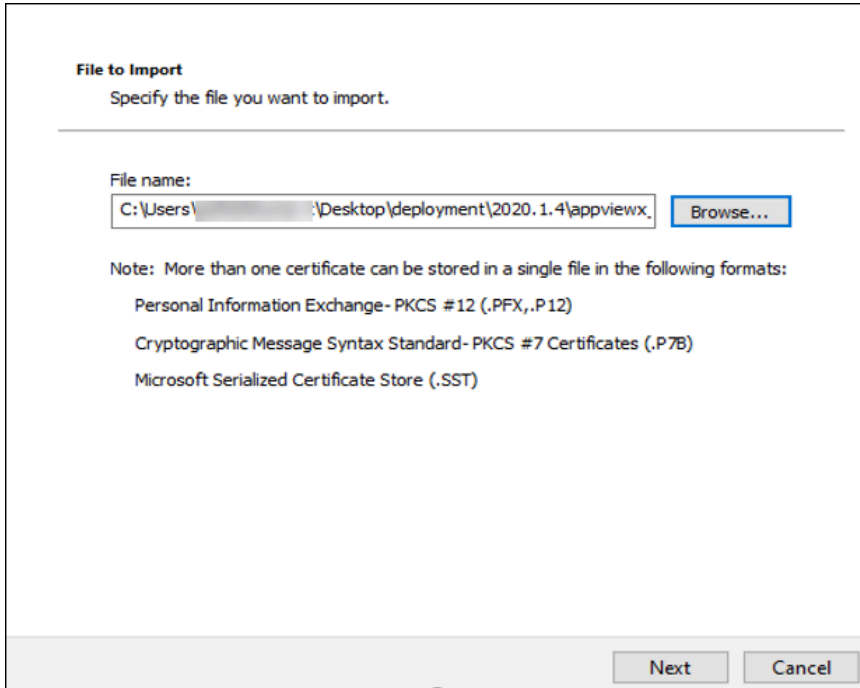 File to Import
Specify the file you want to import.
File name:
C:\Users\ :\Desktop\deployment\2020.1.4\appviewx_
Browse...
Note: More than one certificate can be stored in a single file in the following formats:
Personal Information Exchange- PKCS #12 (.PFX,.P12)
Cryptographic Message Syntax Standard- PKCS #7 Certificates (.P7B)
Microsoft Serialized Certificate Store (.SST)
Next
Cancel